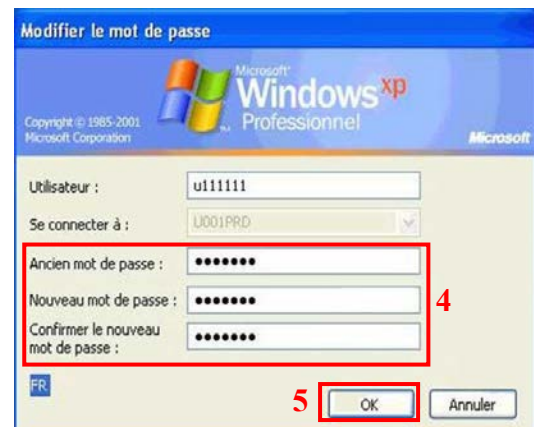 Modifier le mot de passe
Microsoft
Windows xp
Professionnel
Copyright © 1985-2001
Microsoft Corporation
Microsoft
Utilisateur :
u111111
Se connecter à :
U001PRD
Ancien mot de passe :
•••••••
Nouveau mot de passe :
•••••••
4
Confirmer le nouveau
mot de passe :
•••••••
FR
5
OK
Annuler